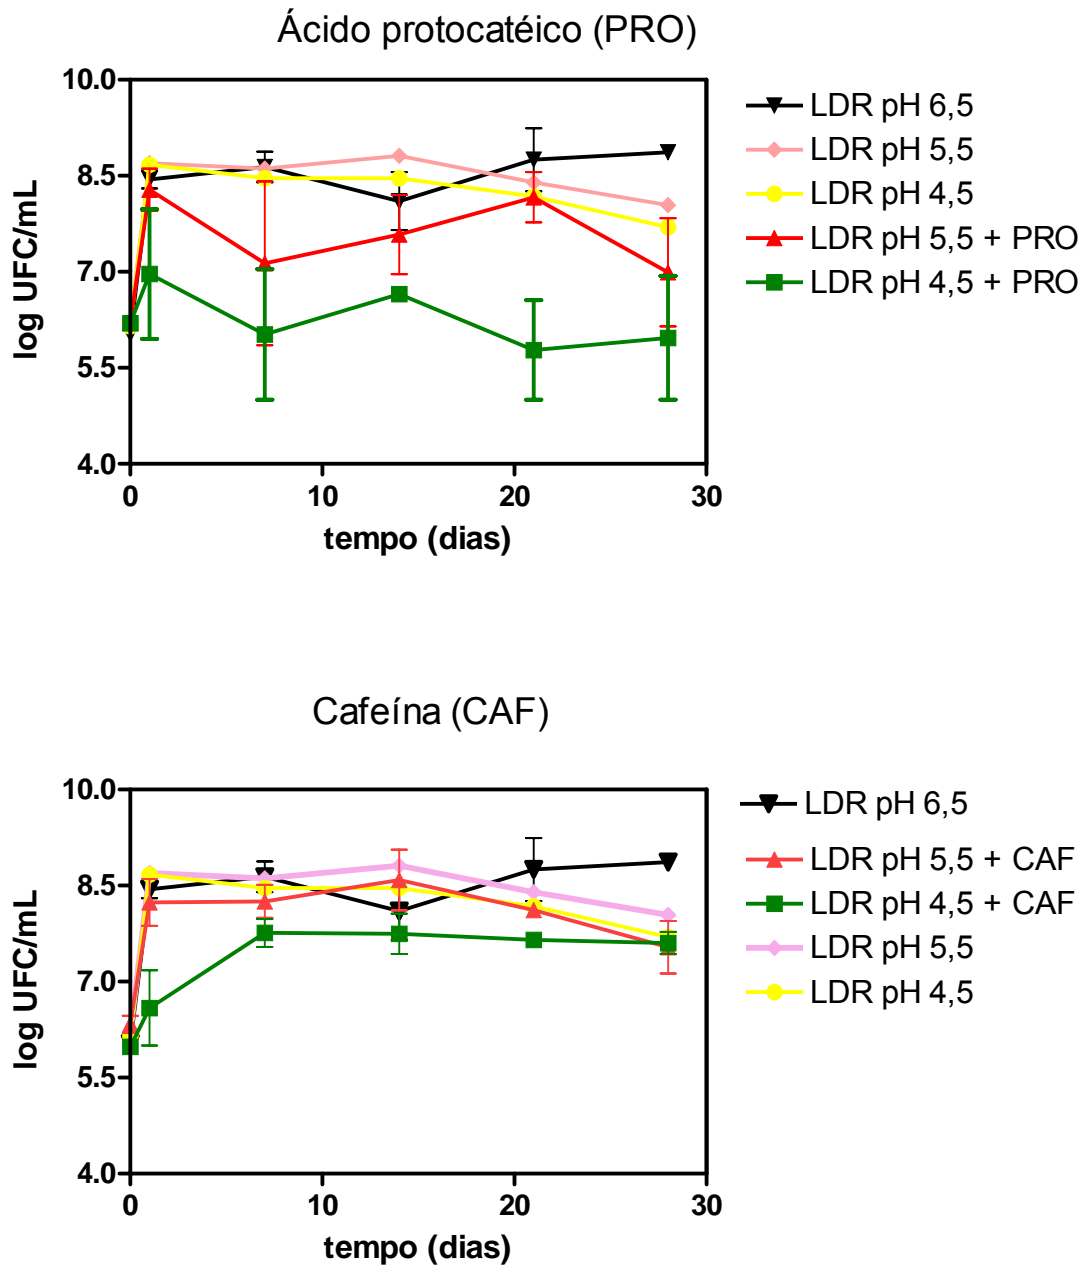 Ácido protocatéico (PRO)
10.0
8.5
7.0
5.5
4.0
log UFC/mL
0
10
20
30
tempo (dias)
LDR pH 6,5
LDR pH 5,5
LDR pH 4,5
LDR pH 5,5 + PRO
LDR pH 4,5 + PRO
Cafeína (CAF)
10.0
8.5
7.0
5.5
4.0
log UFC/mL
0
10
20
30
tempo (dias)
LDR pH 6,5
LDR pH 5,5 + CAF
LDR pH 4,5 + CAF
LDR pH 5,5
LDR pH 4,5